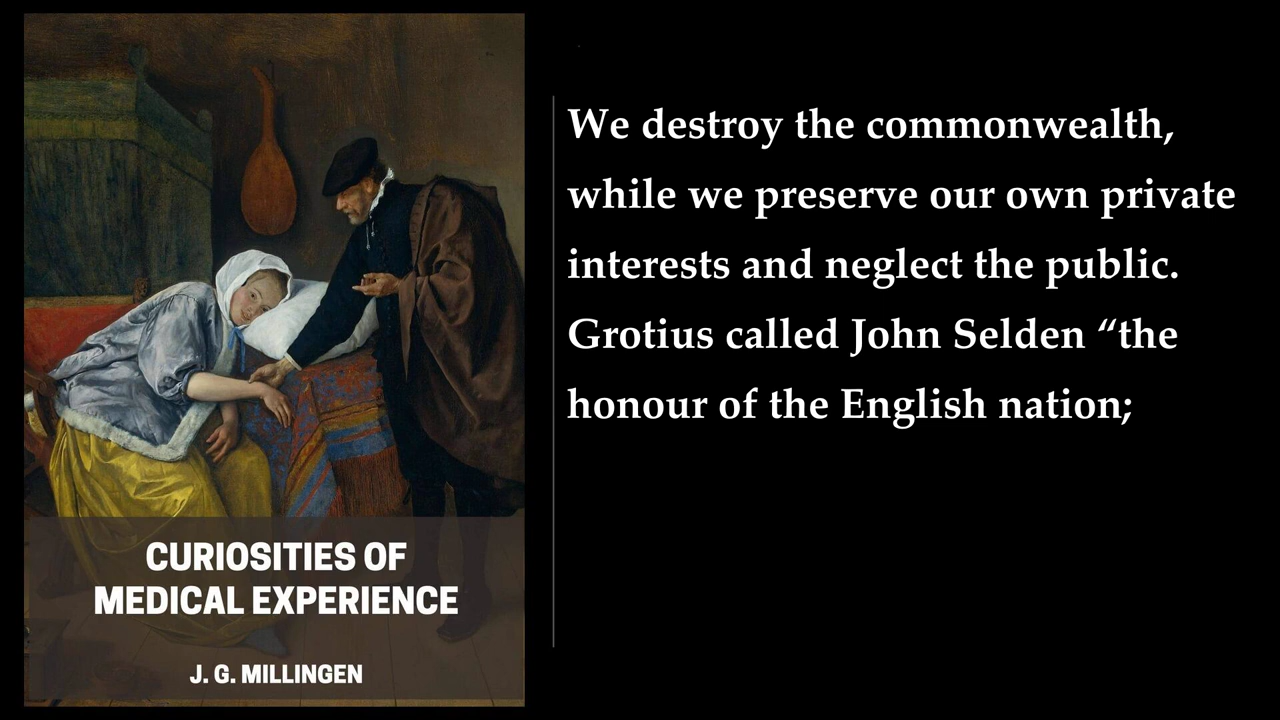 We destroy the commonwealth,
while we preserve our own private
interests and neglect the public.
Grotius called John Selden “the
honour of the English nation;
CURIOSITIES OF
MEDICAL EXPERIENCE
J. G. MILLINGEN